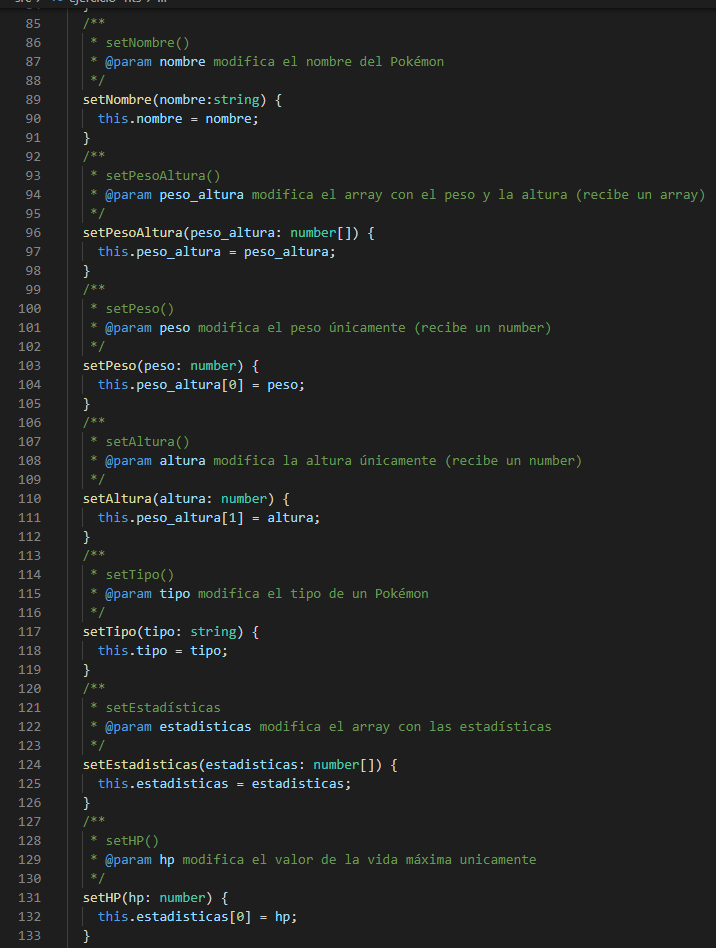 85 /**
86 * setNombre()
87 * @param nombre modifica el nombre del Pokémon
88 */
89 setNombre(nombre:string) {
90 this.nombre = nombre;
91 }
92 /**
93 * setPesoAltura()
94 * @param peso_altura modifica el array con el peso y la altura (recibe un array)
95 */
96 setPesoAltura(peso_altura: number[]) {
97 this.peso_altura = peso_altura;
98 }
99 /**
100 * setPeso()
101 * @param peso modifica el peso únicamente (recibe un number)
102 */
103 setPeso(peso: number) {
104 this.peso_altura[0] = peso;
105 }
106 /**
107 * setAltura()
108 * @param altura modifica la altura únicamente (recibe un number)
109 */
110 setAltura(altura: number) {
111 this.peso_altura[1] = altura;
112 }
113 /**
114 * setTipo()
115 * @param tipo modifica el tipo de un Pokémon
116 */
117 setTipo(tipo: string) {
118 this.tipo = tipo;
119 }
120 /**
121 * setEstadísticas
122 * @param estadisticas modifica el array con las estadísticas
123 */
124 setEstadisticas(estadisticas: number[]) {
125 this.estadisticas = estadisticas;
126 }
127 /**
128 * setHP()
129 * @param hp modifica el valor de la vida máxima unicamente
130 */
131 setHP(hp: number) {
132 this.estadisticas[0] = hp;
133 }